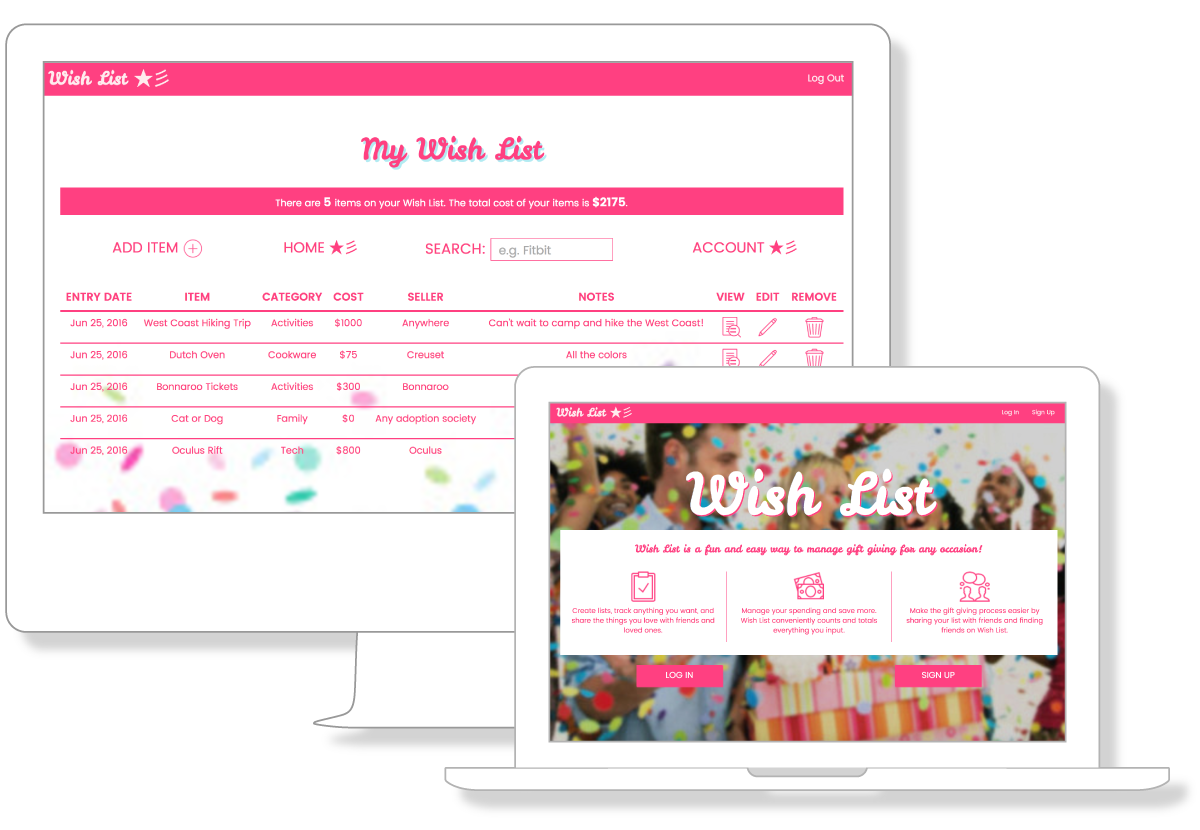 Wish List
Log Out
My Wish List
There are 5 items on your Wish List. The total cost of your items is $2175.
ADD ITEM HOME SEARCH: e.g. Fitbit ACCOUNT
ENTRY DATE ITEM CATEGORY COST SELLER NOTES VIEW EDIT REMOVE
Jun 25, 2016 West Coast Hiking Trip Activities $1000 Anywhere Can't wait to camp and hike the West Coast!
Jun 25, 2016 Dutch Oven Cookware $75 Creuset All the colors
Jun 25, 2016 Bonnaroo Tickets Activities $300 Bonnaroo
Jun 25, 2016 Cat or Dog Family $0 Any adoption society
Jun 25, 2016 Oculus Rift Tech $800 Oculus
Wish List
Log In Sign Up
Wish List
Wish List is a fun and easy way to manage gift giving for any occasion!
Create lists, track anything you want, and
share the things you love with friends and
loved ones.
Manage your spending and save more.
Wish List conveniently counts and totals
everything you input.
Make the gift giving process easier by
sharing your list with friends and finding
friends on Wish List.
LOG IN
SIGN UP